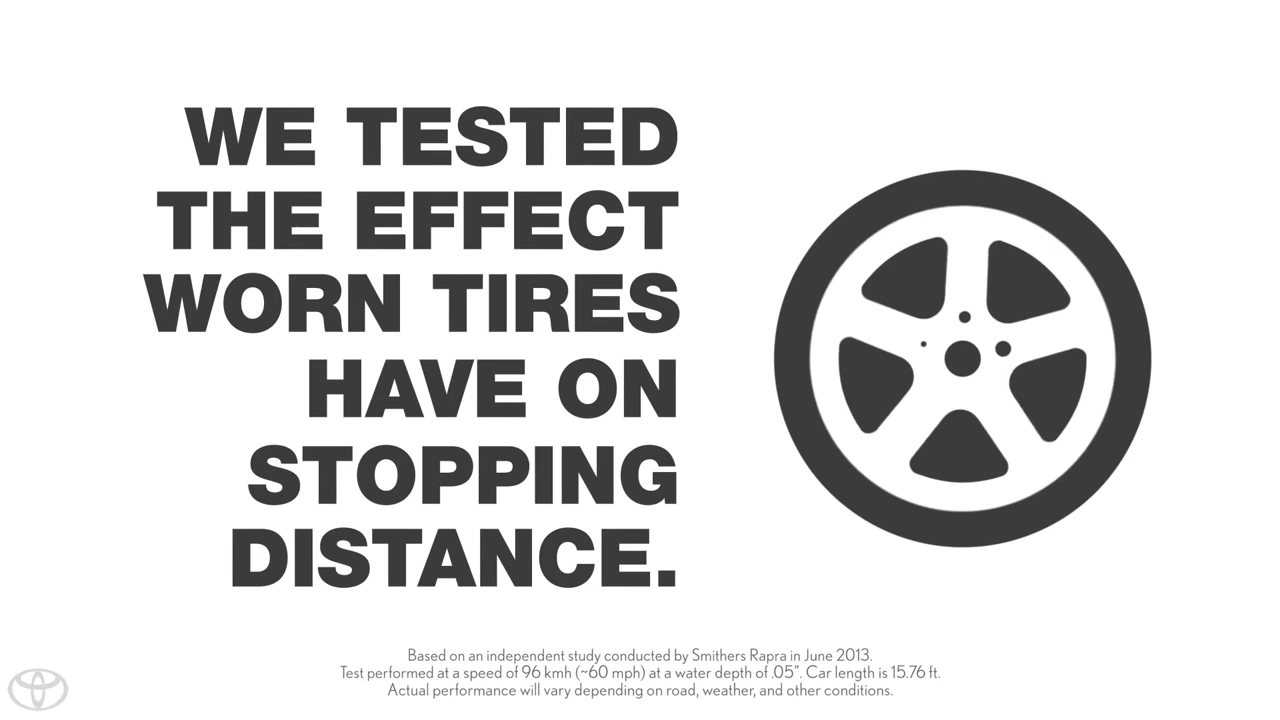 WE TESTED
THE EFFECT
WORN TIRES
HAVE ON
STOPPING
DISTANCE.
Based on an independent study conducted by Smithers Rapra in June 2013.
Test performed at a speed of 96 kmh (~60 mph) at a water depth of .05”. Car length is 15.76 ft.
Actual performance will vary depending on road, weather, and other conditions.